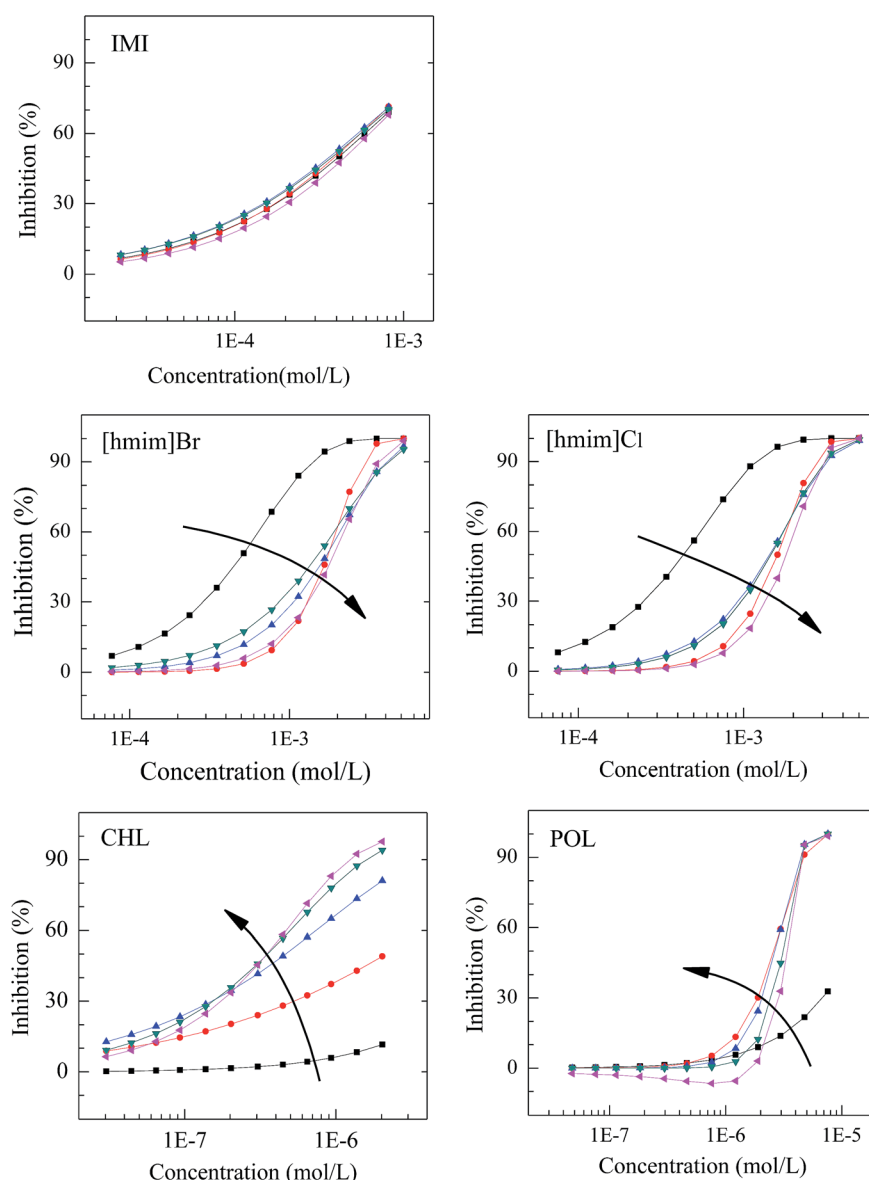 IMI
Inhibition (%)
90
60
30
0
1E-4
1E-3
Concentration(mol/L)
[hmim]Br
Inhibition (%)
90
60
30
0
1E-4
1E-3
Concentration (mol/L)
[hmim]Cl
Inhibition (%)
90
60
30
0
1E-4
1E-3
Concentration (mol/L)
CHL
Inhibition (%)
90
60
30
0
1E-7
1E-6
Concentration (mol/L)
POL
Inhibition (%)
90
60
30
0
1E-7
1E-6
1E-5
Concentration (mol/L)